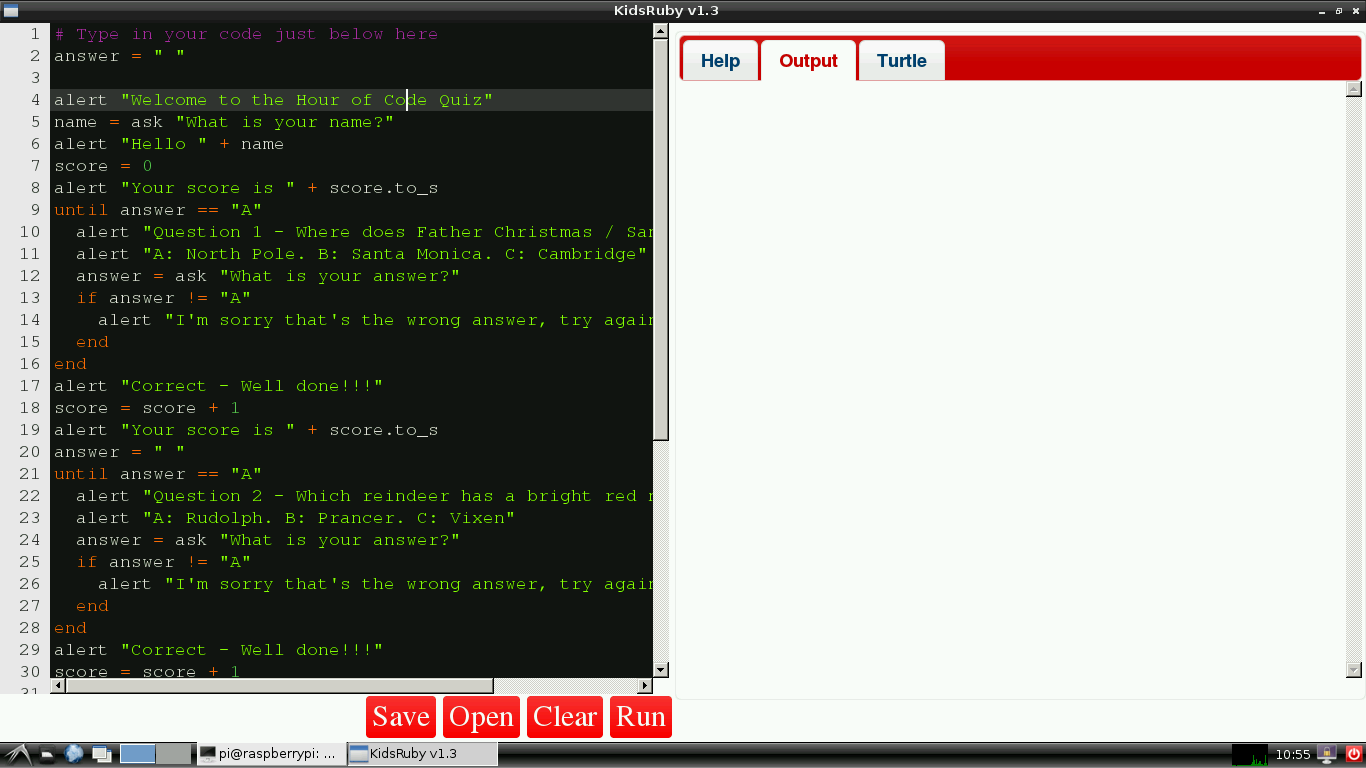 KidsRuby v1.3
1 # Type in your code just below here
2 answer = " "
3
4 alert "Welcome to the Hour of Code Quiz"
5 name = ask "What is your name?"
6 alert "Hello " + name
7 score = 0
8 alert "Your score is " + score.to_s
9 until answer == "A"
10 alert "Question 1 - Where does Father Christmas / San
11 alert "A: North Pole. B: Santa Monica. C: Cambridge"
12 answer = ask "What is your answer?"
13 if answer != "A"
14 alert "I'm sorry that's the wrong answer, try again
15 end
16 end
17 alert "Correct - Well done!!!"
18 score = score + 1
19 alert "Your score is " + score.to_s
20 answer = " "
21 until answer == "A"
22 alert "Question 2 - Which reindeer has a bright red
23 alert "A: Rudolph. B: Prancer. C: Vixen"
24 answer = ask "What is your answer?"
25 if answer != "A"
26 alert "I'm sorry that's the wrong answer, try again
27 end
28 end
29 alert "Correct - Well done!!!"
30 score = score + 1
31
Help Output Turtle
Save Open Clear Run
pi@raspberrypi: ... KidsRuby v1.3 10:55